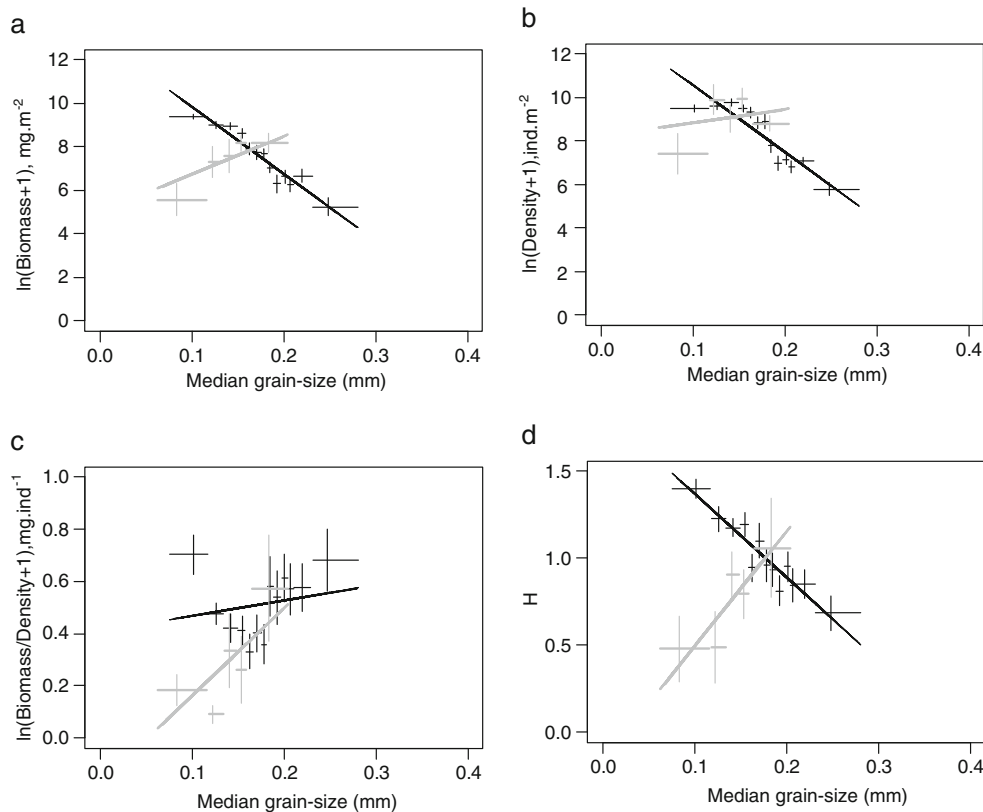 a
12
10
8
6
4
2
0
ln(Biomass+1), mg.m-2
0.0 0.1 0.2 0.3 0.4
Median grain-size (mm)
b
12
10
8
6
4
2
0
ln(Density+1),ind.m-2
0.0 0.1 0.2 0.3 0.4
Median grain-size (mm)
c
1.0
0.8
0.6
0.4
0.2
0.0
ln(Biomass/Density+1),mg.ind-1
0.0 0.1 0.2 0.3 0.4
Median grain-size (mm)
d
1.5
1.0
0.5
0.0
H
0.0 0.1 0.2 0.3 0.4
Median grain-size (mm)